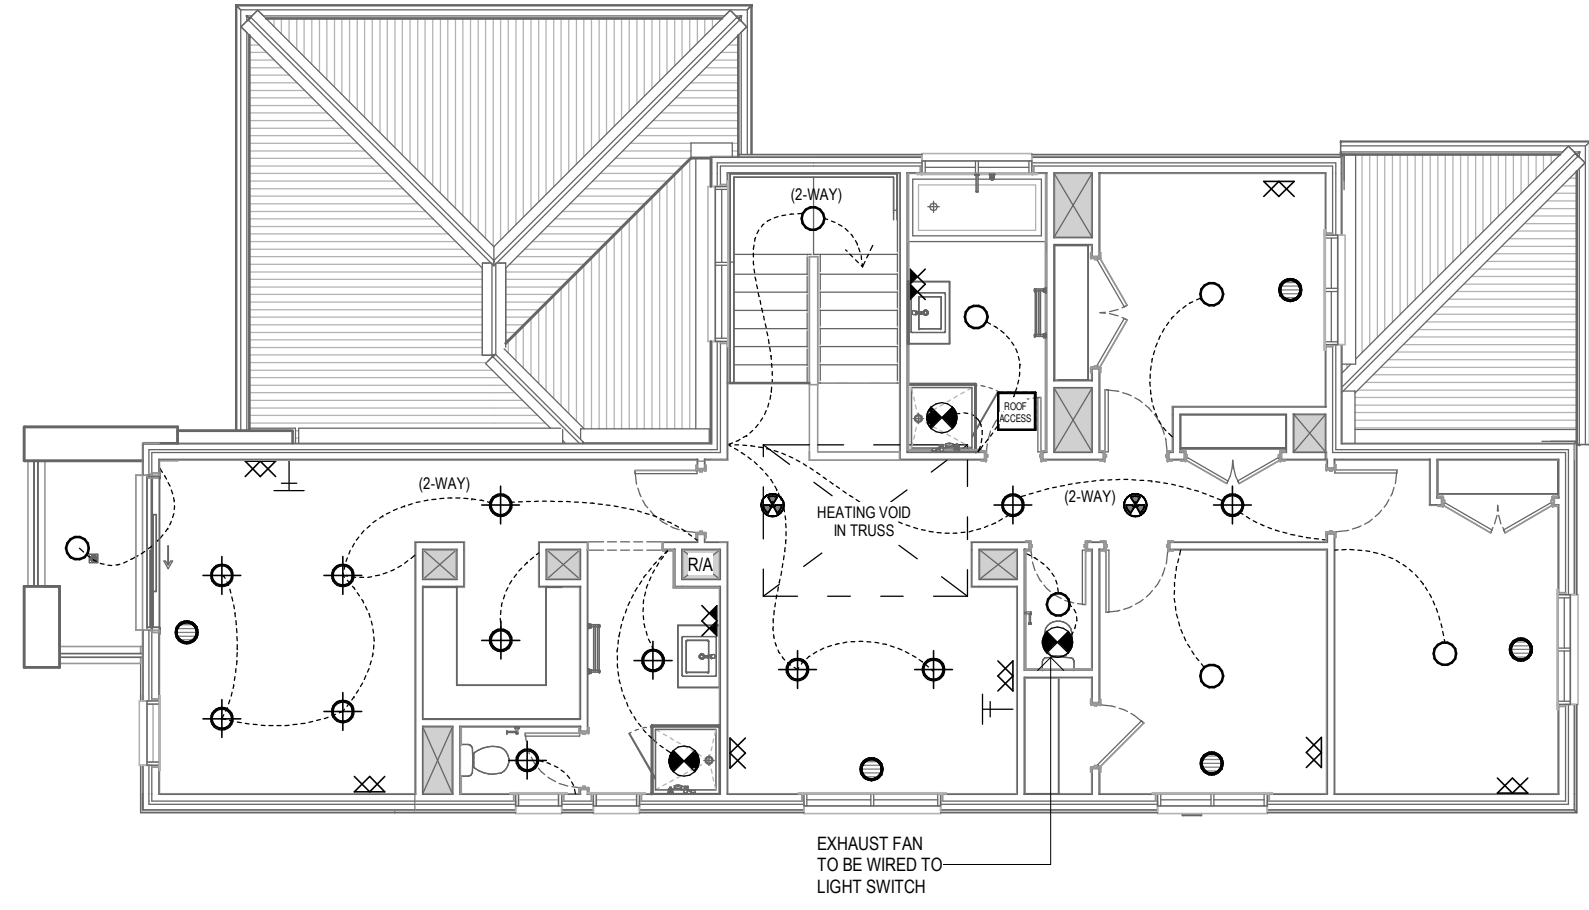 (2-WAY)
ROOF
ACCESS
(2-WAY)
(2-WAY)
HEATING VOID
IN TRUSS
R/A
EXHAUST FAN
TO BE WIRED TO
LIGHT SWITCH